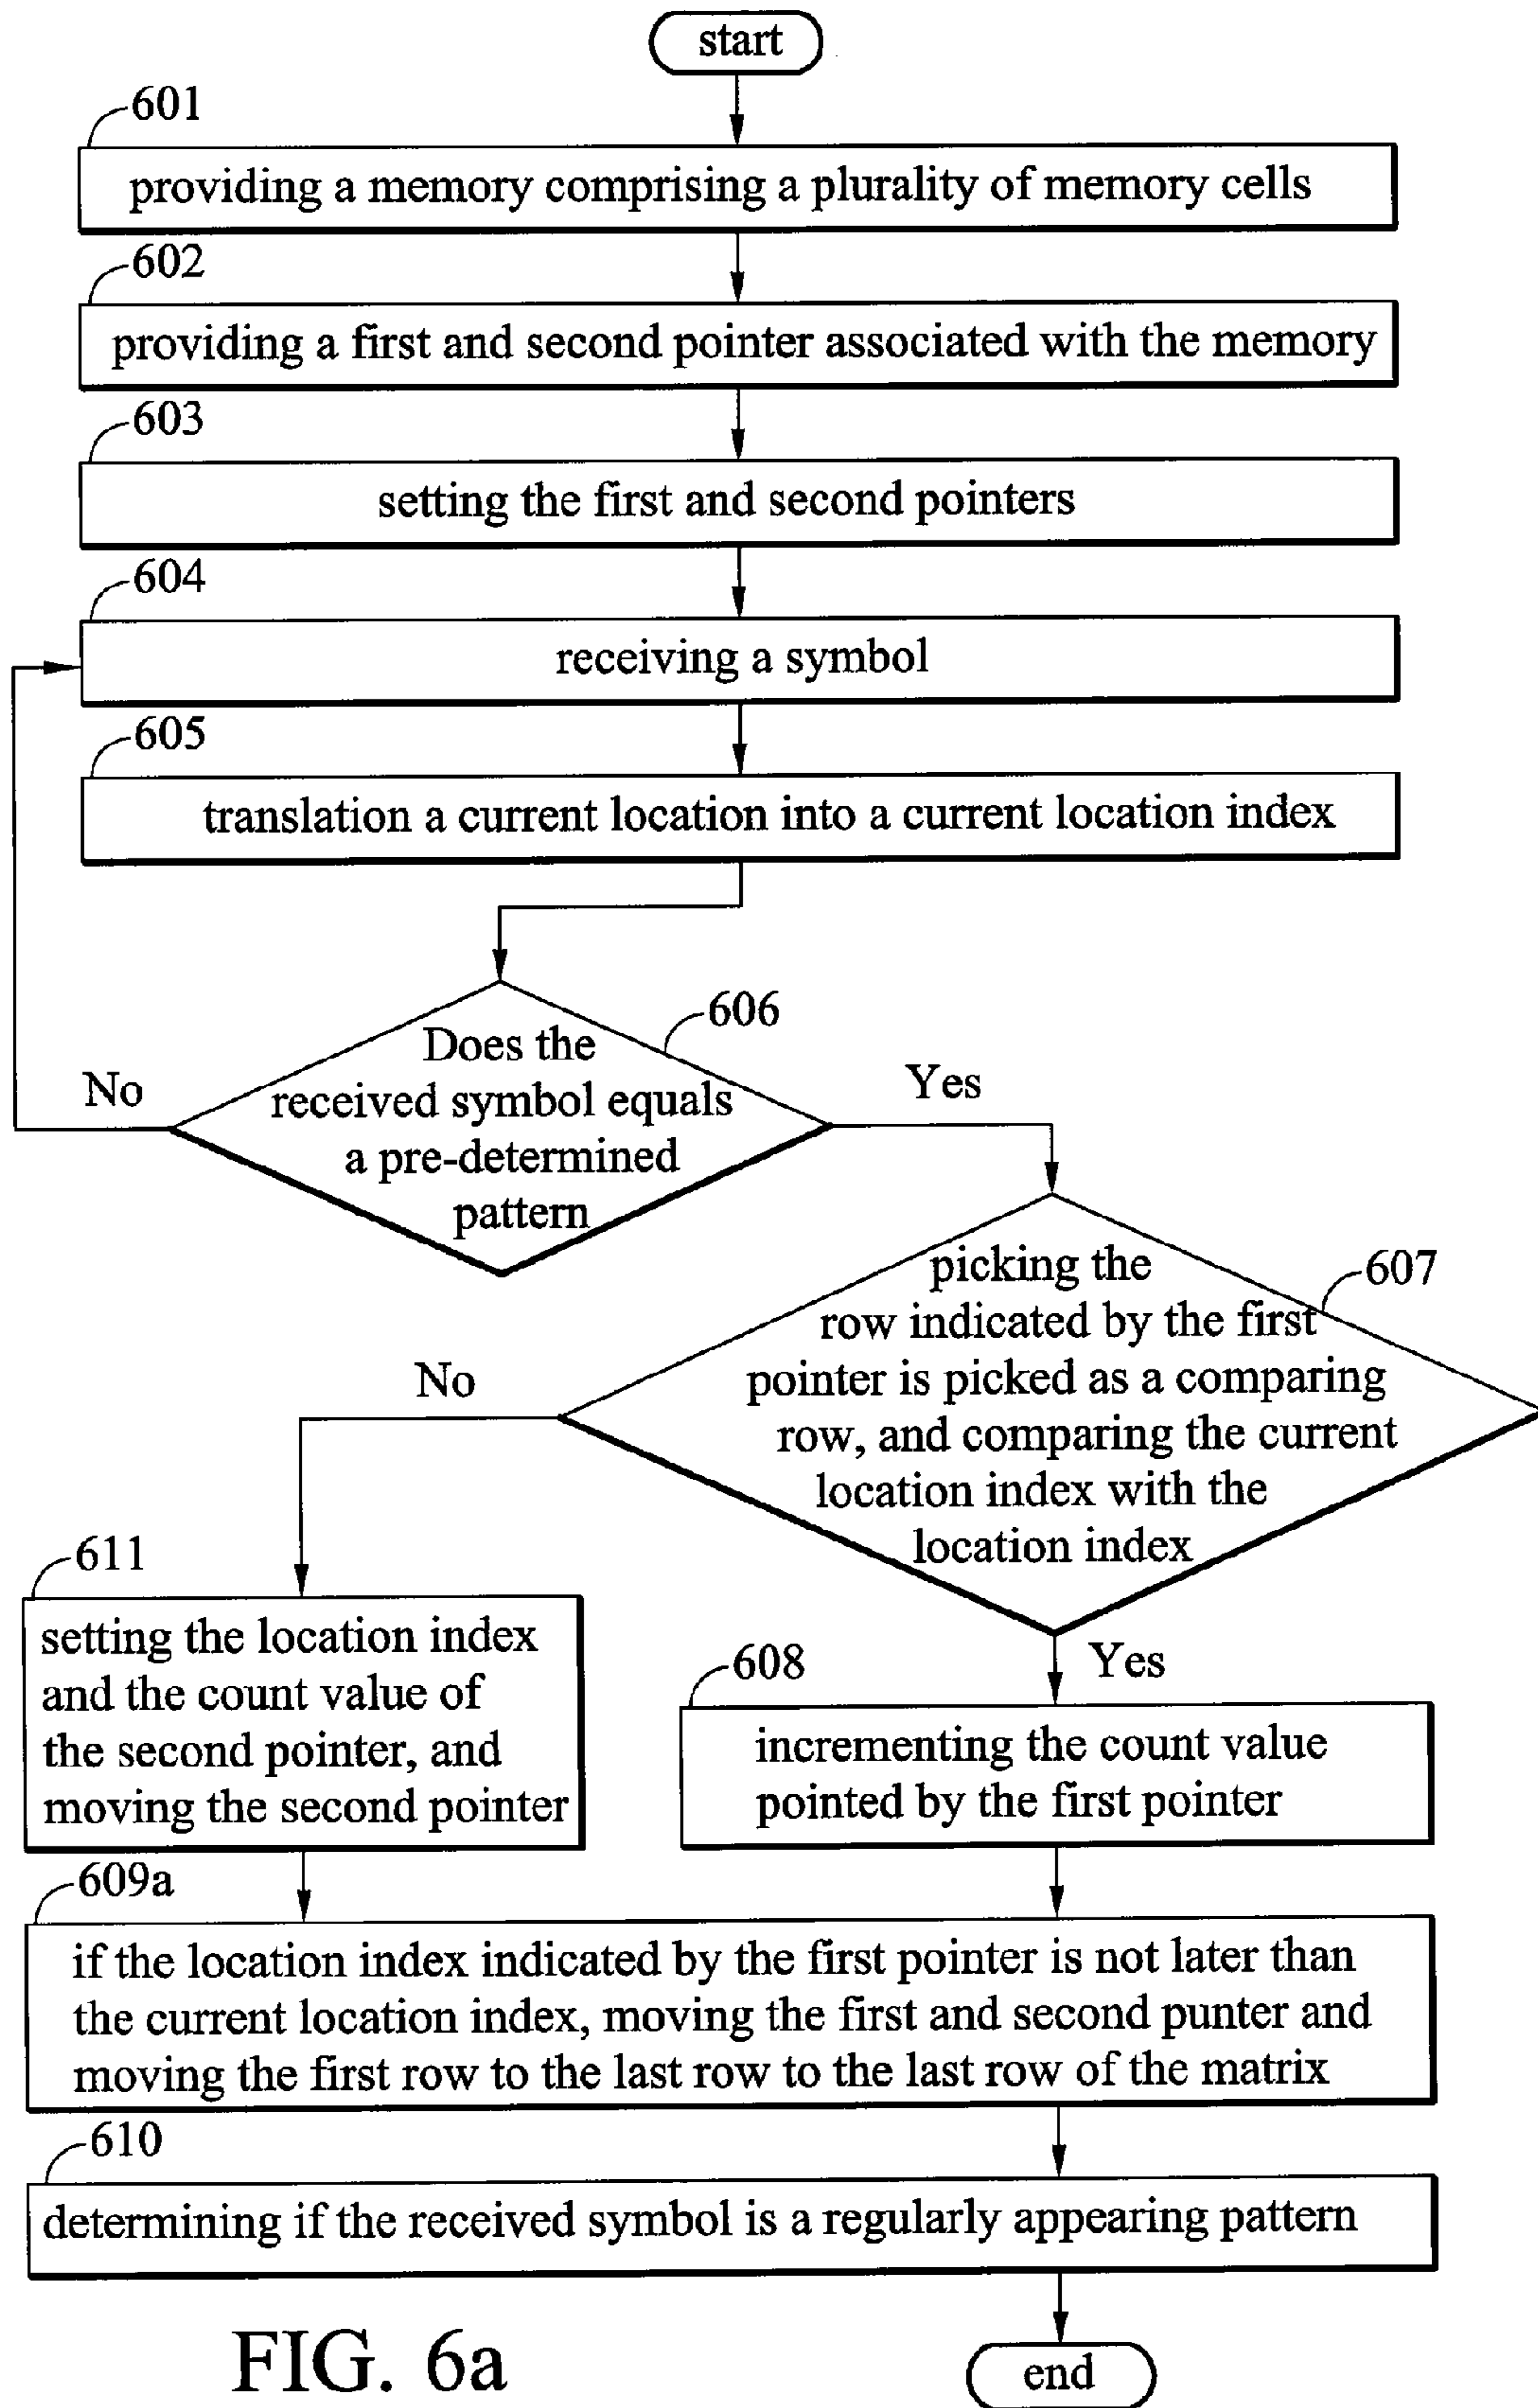 start
601
providing a memory comprising a plurality of memory cells
602
providing a first and second pointer associated with the memory
603
setting the first and second pointers
604
receiving a symbol
605
translation a current location into a current location index
606
Does the
received symbol equals
a pre-determined
pattern
No
Yes
607
picking the
row indicated by the first
pointer is picked as a comparing
row, and comparing the current
location index with the
location index
No
Yes
611
setting the location index
and the count value of
the second pointer, and
moving the second pointer
608
incrementing the count value
pointed by the first pointer
609a
if the location index indicated by the first pointer is not later than
the current location index, moving the first and second punter and
moving the first row to the last row to the last row of the matrix
610
determining if the received symbol is a regularly appearing pattern
end
FIG. 6a